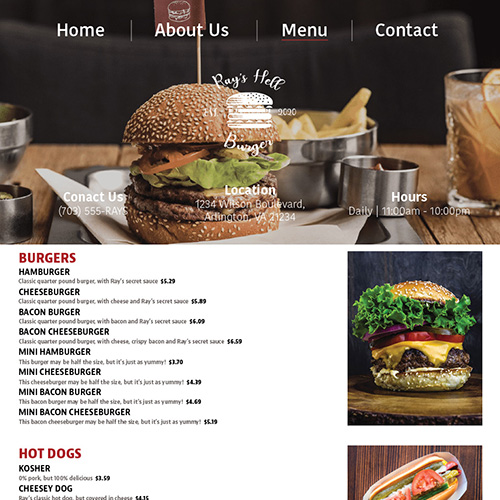 Home
About Us
Menu
Contact
Ray's Hell
EST
2020
Burger
Conact Us
(703) 555-RAYS
Location
1234 Wilson Boulevard,
Arlington, VA 21234
Hours
Daily | 11:00am - 10:00pm
BURGERS
HAMBURGER
Classic quarter pound burger, with Ray's secret sauce $5.29
CHEESEBURGER
Classic quarter pound burger, with cheese and Ray's secret sauce $5.89
BACON BURGER
Classic quarter pound burger, with bacon and Ray's secret sauce $6.09
BACON CHEESEBURGER
Classic quarter pound burger, with cheese, crispy bacon and Ray's secret sauce $6.59
MINI HAMBURGER
This burger may be half the size, but it's just as yummy! $3.70
MINI CHEESEBURGER
This cheeseburger may be half the size, but it's just as yummy! $4.39
MINI BACON BURGER
This bacon burger may be half the size, but it's just as yummy! $4.69
MINI BACON CHEESEBURGER
This bacon cheeseburger may be half the size, but it's just as yummy! $5.19
HOT DOGS
KOSHER
0% pork, but 100% delicious $3.59
CHEESEY DOG
Ray's classic hot dog, but covered in cheese $4.15